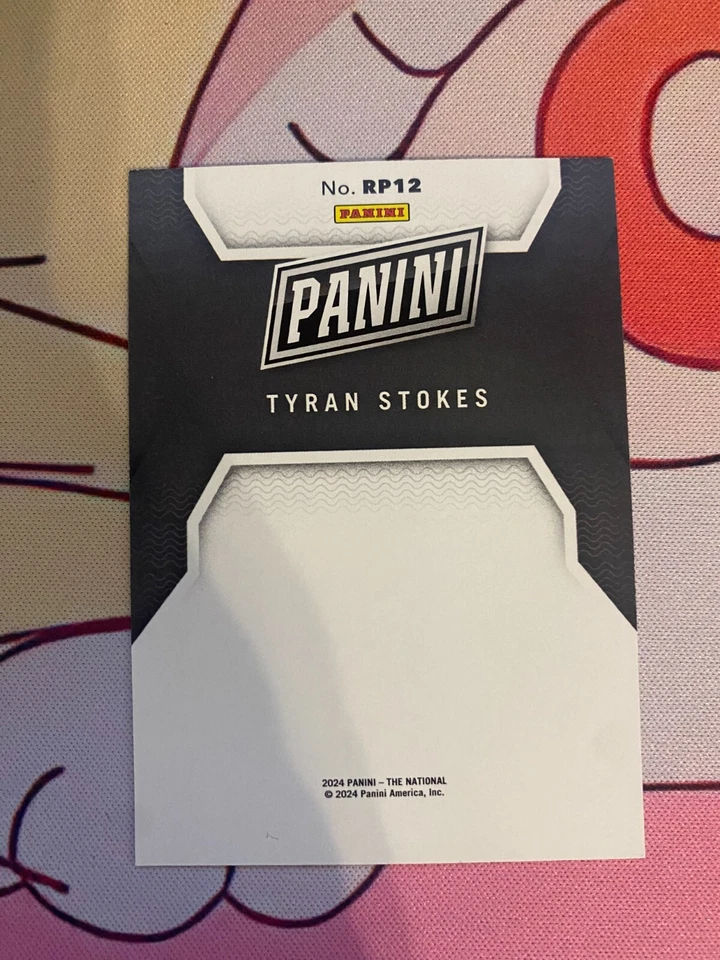 No. RP12
PANINI
PANINI
TYRAN STOKES
2024 PANINI – THE NATIONAL
© 2024 Panini America, Inc.